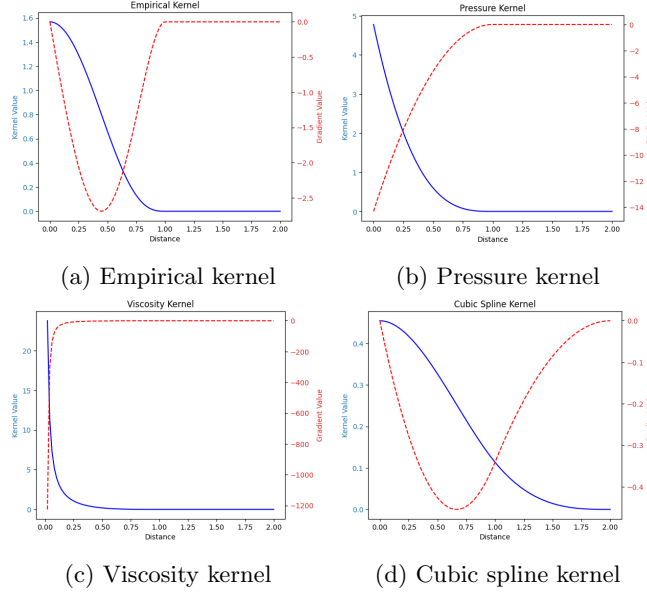 Empirical Kernel
Kernel Value
1.6
1.4
1.2
1.0
0.8
0.6
0.4
0.2
0.0
0.00 0.25 0.50 0.75 1.00 1.25 1.50 1.75 2.00
Distance
0.0
−0.5
−1.0
−1.5
−2.0
−2.5
Gradient Value
(a) Empirical kernel
Pressure Kernel
Kernel Value
5
4
3
2
1
0
0.00 0.25 0.50 0.75 1.00 1.25 1.50 1.75 2.00
Distance
0
−2
−4
−6
−8
−10
−12
−14
(b) Pressure kernel
Viscosity Kernel
Kernel Value
20
15
10
5
0
0.00 0.25 0.50 0.75 1.00 1.25 1.50 1.75 2.00
Distance
0
−200
−400
−600
−800
−1000
−1200
Gradient Value
(c) Viscosity kernel
Cubic Spline Kernel
Kernel Value
0.4
0.3
0.2
0.1
0.0
0.00 0.25 0.50 0.75 1.00 1.25 1.50 1.75 2.00
Distance
0.0
−0.1
−0.2
−0.3
−0.4
(d) Cubic spline kernel